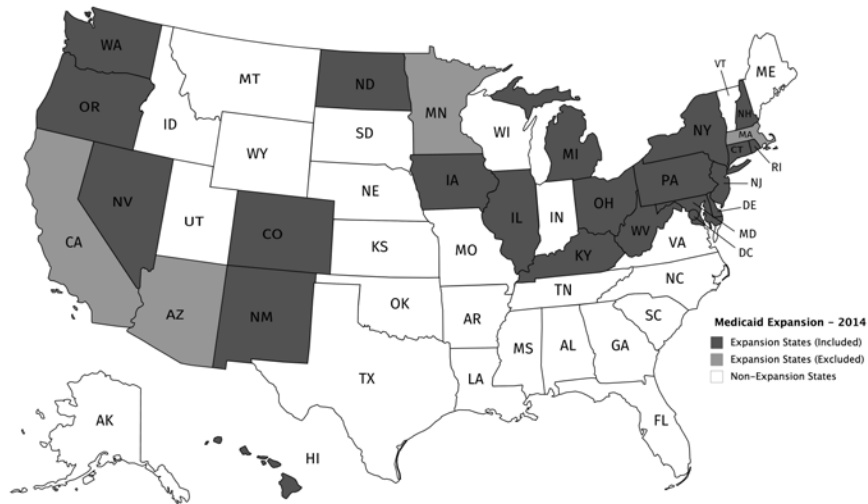 WA
MT
ND
MN
OR
ID
WY
SD
WI
MI
NY
VT
ME
NH
MA
CT
RI
NV
UT
CO
NE
IA
IL
IN
OH
PA
NJ
DE
MD
DC
CA
AZ
NM
KS
MO
KY
WV
VA
OK
AR
TN
NC
SC
TX
LA
MS
AL
GA
FL
AK
HI
Medicaid Expansion - 2014
Expansion States (Included)
Expansion States (Excluded)
Non-Expansion States